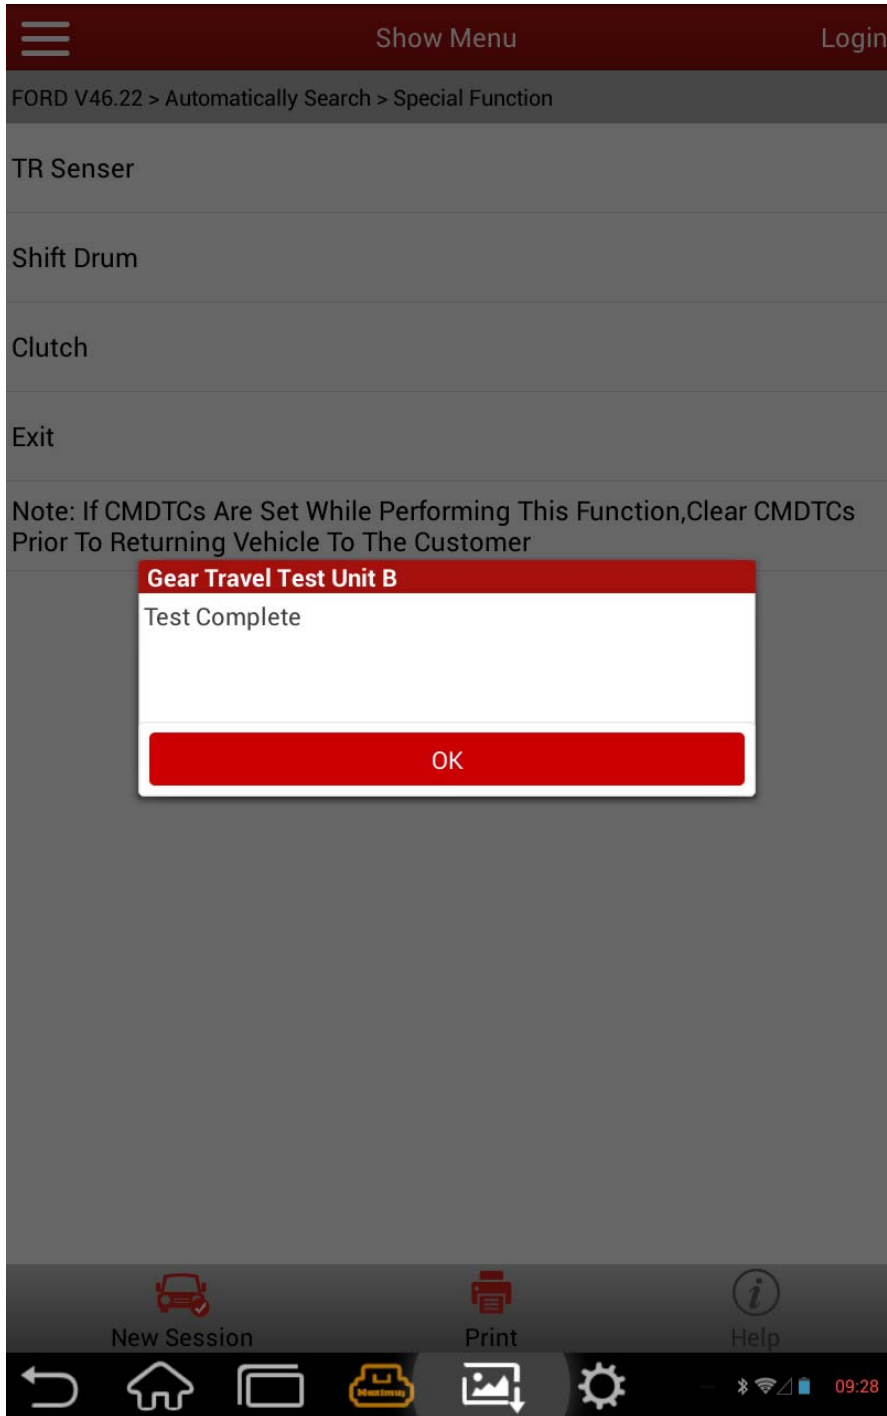 Show Menu
Login
FORD V46.22 > Automatically Search > Special Function
TR Senser
Shift Drum
Clutch
Exit
Note: If CMDTCs Are Set While Performing This Function,Clear CMDTCs
Prior To Returning Vehicle To The Customer
Gear Travel Test Unit B
Test Complete
OK
New Session
Print
Help
Maximus
09:28